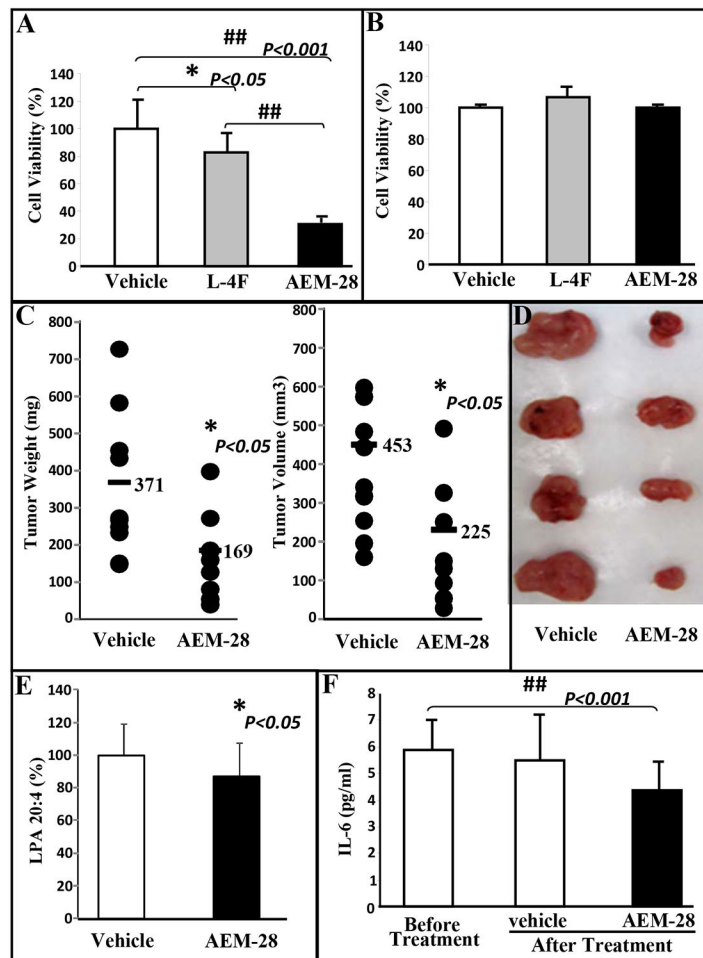 A
##
P<0.001
* P<0.05
##
Cell Viability (%)
140
120
100
80
60
40
20
0
Vehicle L-4F AEM-28
B
Cell Viability (%)
140
120
100
80
60
40
20
0
Vehicle L-4F AEM-28
C
Tumor Weight (mg)
800
700
600
500
400
300
200
100
0
371
*
P<0.05
169
Vehicle AEM-28
Tumor Volume (mm3)
800
700
600
500
400
300
200
100
0
453
*
P<0.05
225
Vehicle AEM-28
D
Vehicle AEM-28
E
LPA 20:4 (%)
140
120
100
80
60
40
20
0
*
P<0.05
Vehicle AEM-28
F
##
P<0.001
IL-6 (pg/ml)
8
7
6
5
4
3
2
1
0
Before
Treatment
vehicle AEM-28
After Treatment